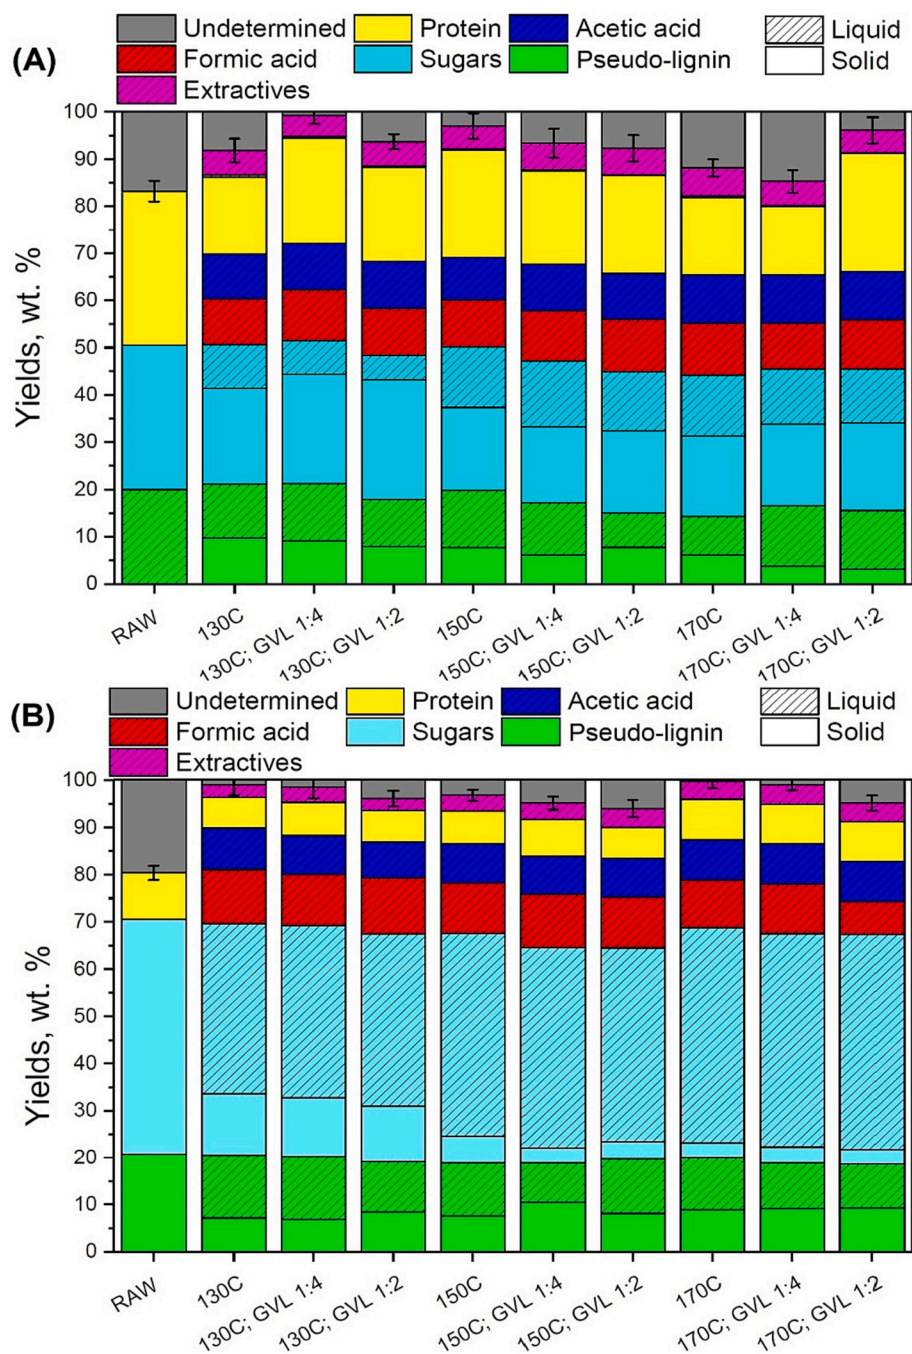 (A)
Undetermined Protein Acetic acid Liquid
Formic acid Sugars Pseudo-lignin Solid
Extractives
Yields, wt. %
100
90
80
70
60
50
40
30
20
10
0
RAW
130C
130C; GVL 1:4
130C; GVL 1:2
150C
150C; GVL 1:4
150C; GVL 1:2
170C
170C; GVL 1:4
170C; GVL 1:2
(B)
Undetermined Protein Acetic acid Liquid
Formic acid Sugars Pseudo-lignin Solid
Extractives
Yields, wt. %
100
90
80
70
60
50
40
30
20
10
0
RAW
130C
130C; GVL 1:4
130C; GVL 1:2
150C
150C; GVL 1:4
150C; GVL 1:2
170C
170C; GVL 1:4
170C; GVL 1:2